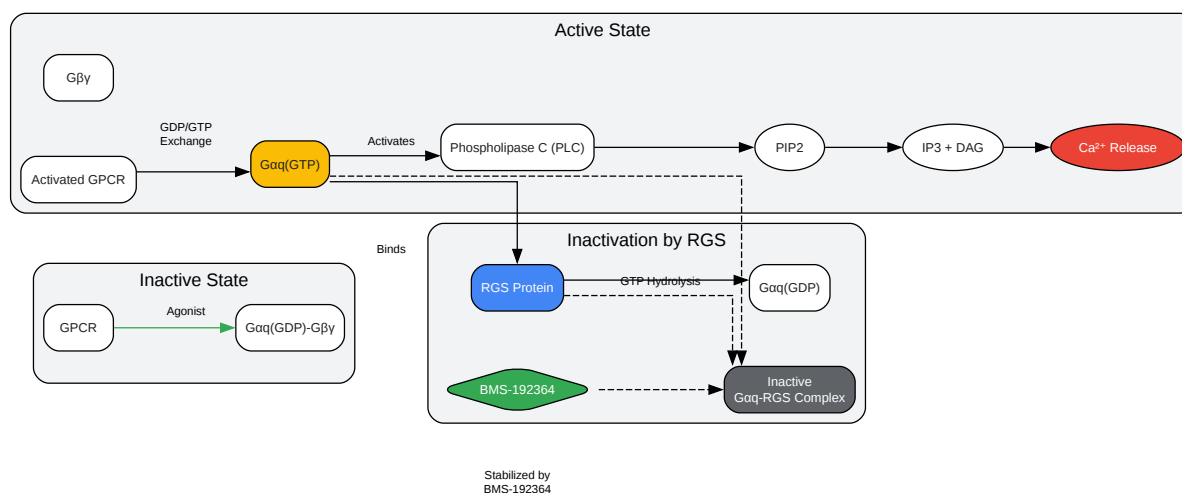 Active State
Gβγ
GDP/GTP
Exchange
Activated GPCR
Gαq(GTP)
Activates
Phospholipase C (PLC)
PIP2
IP3 + DAG
Ca²⁺ Release
Binds
Inactivation by RGS
RGS Protein
GTP Hydrolysis
Gαq(GDP)
BMS-192364
Inactive
Gαq-RGS Complex
Inactive State
GPCR
Agonist
Gαq(GDP)-Gβγ
Stabilized by
BMS-192364